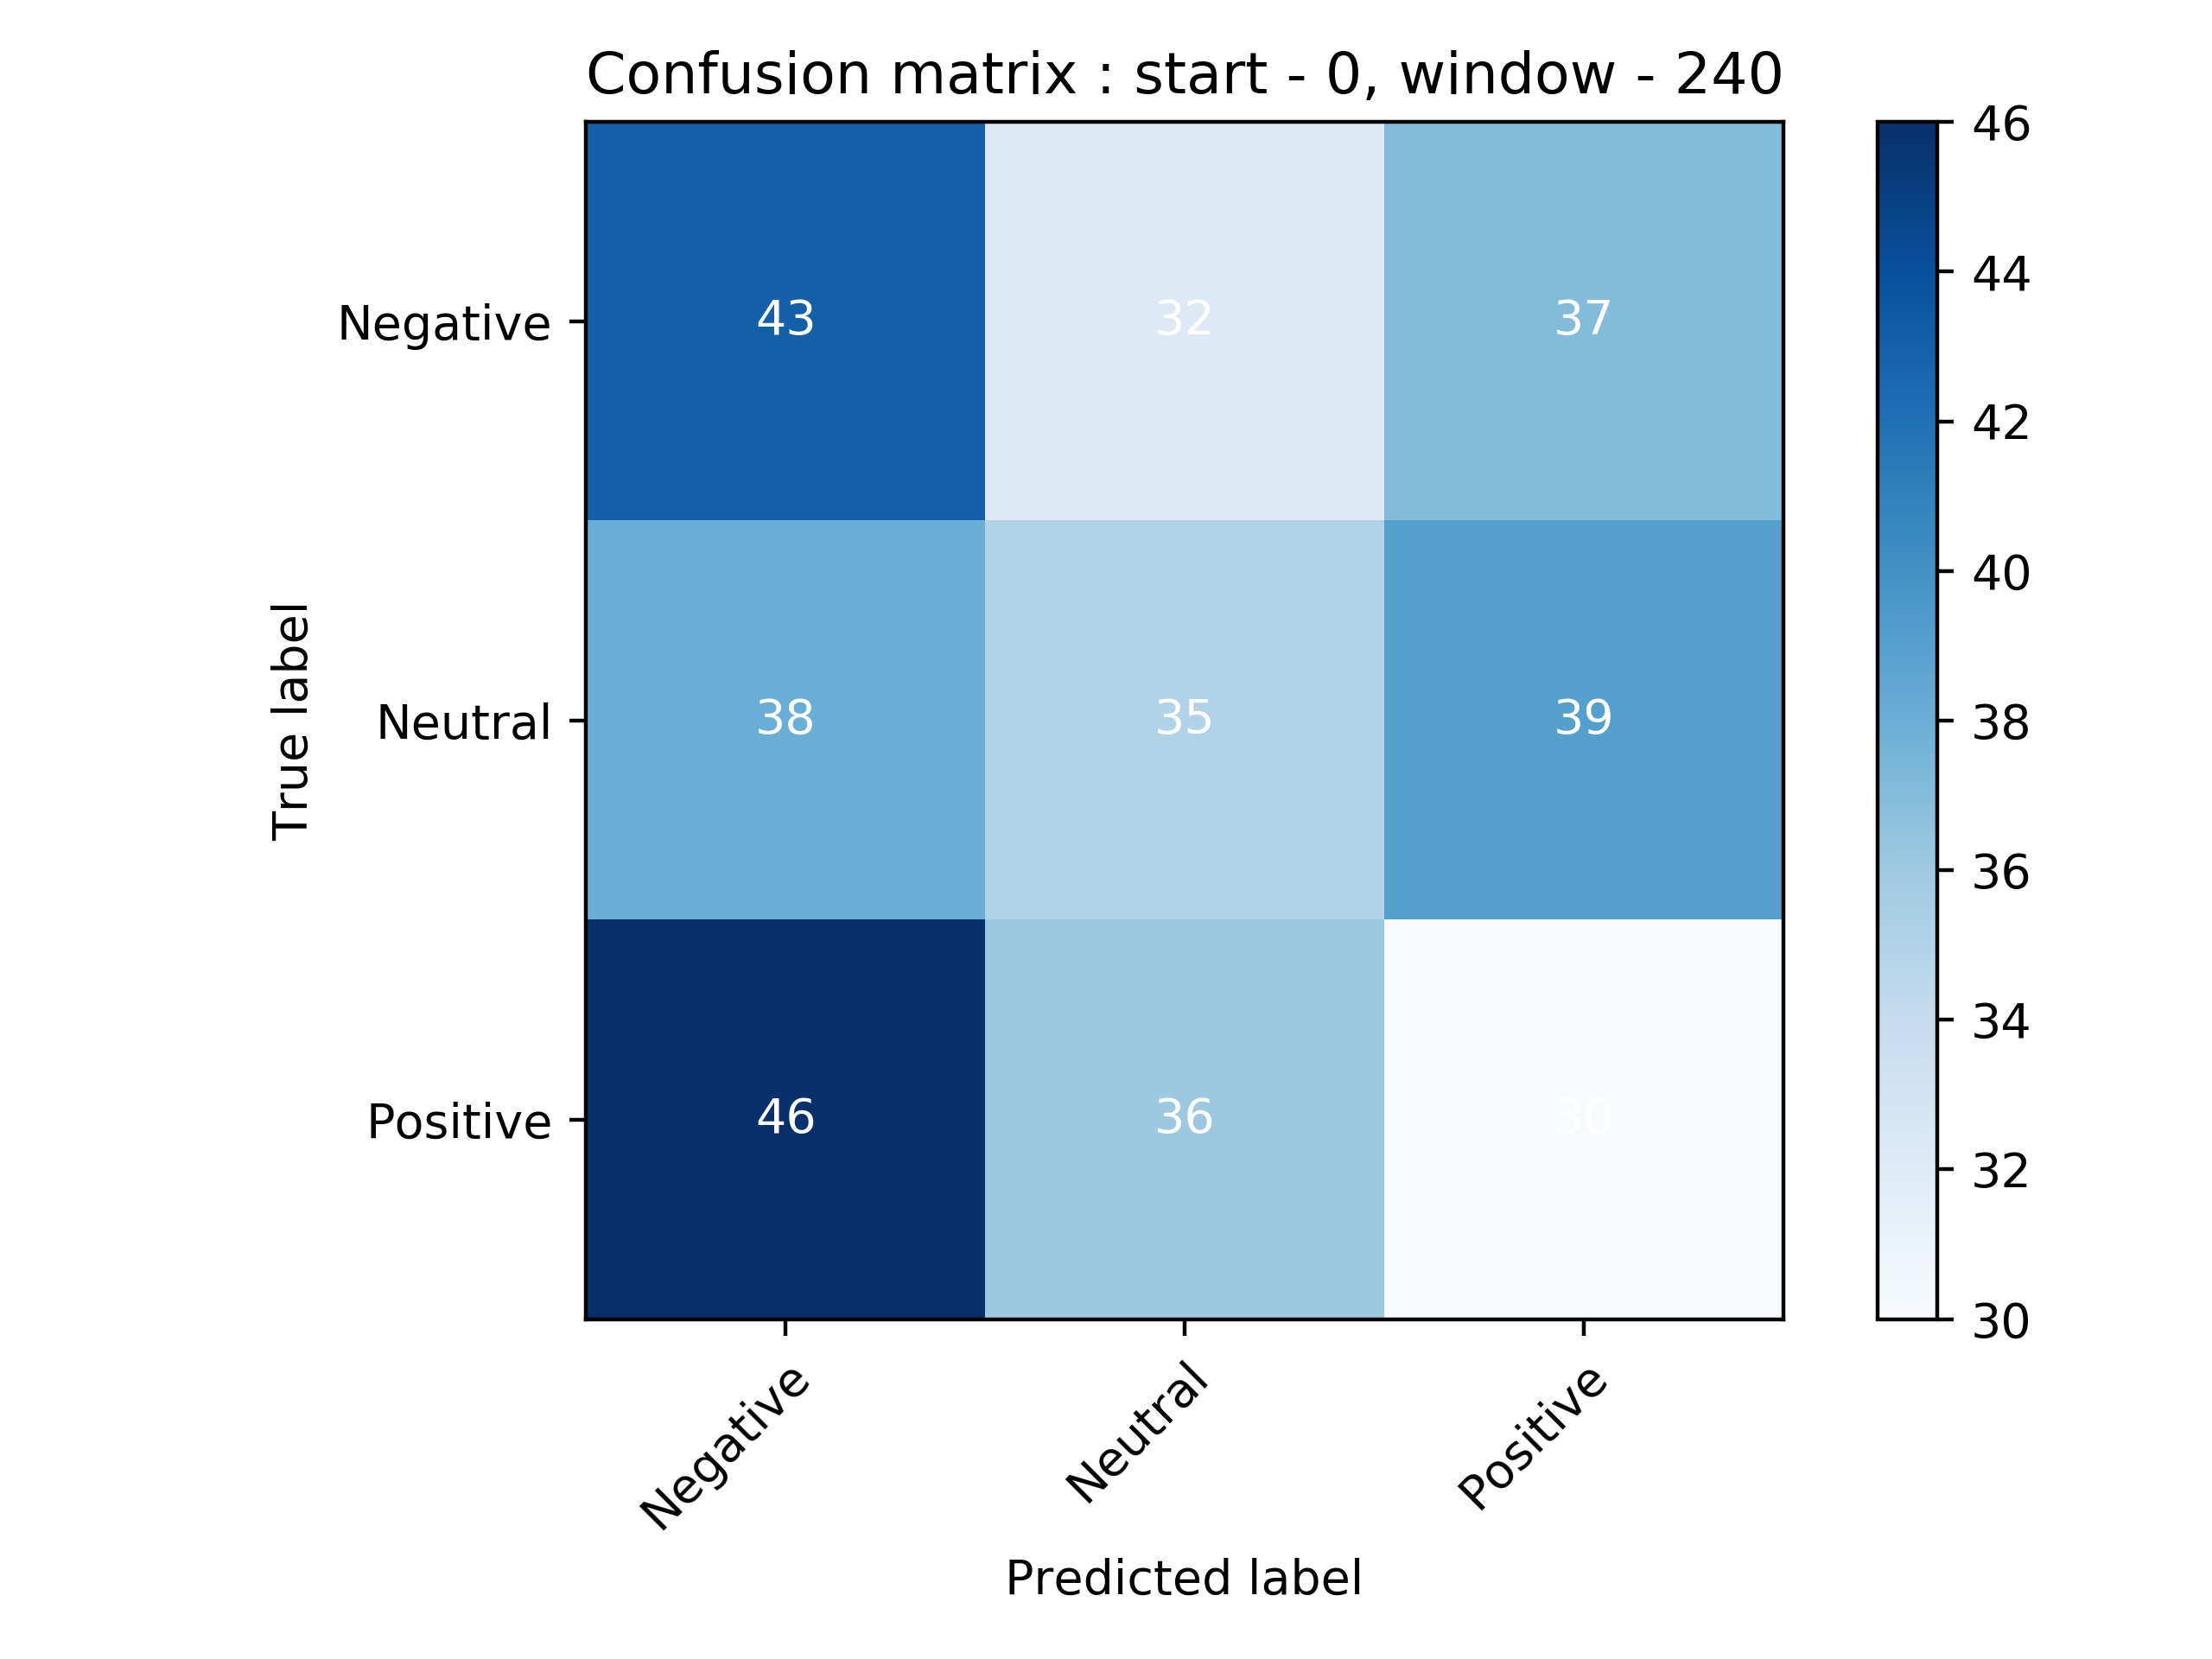 Confusion matrix : start - 0, window - 240
46
44
42
40
38
36
34
32
30
True label
Negative
43 32 37
Neutral
38 35 39
Positive
46 36 30
Negative Neutral Positive
Predicted label